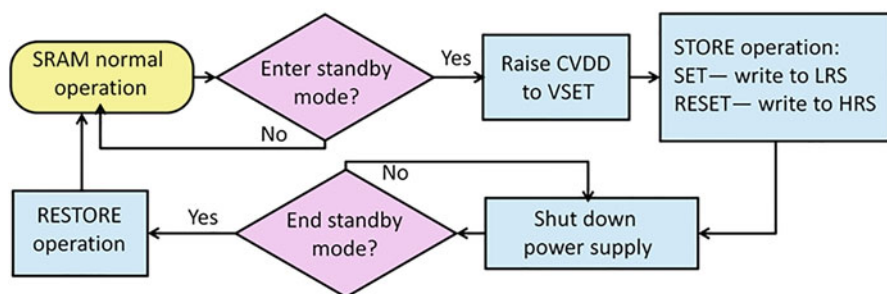 SRAM normal
operation
Enter standby
mode?
Yes
No
Raise CVDD
to VSET
STORE operation:
SET— write to LRS
RESET— write to HRS
Shut down
power supply
No
End standby
mode?
Yes
RESTORE
operation